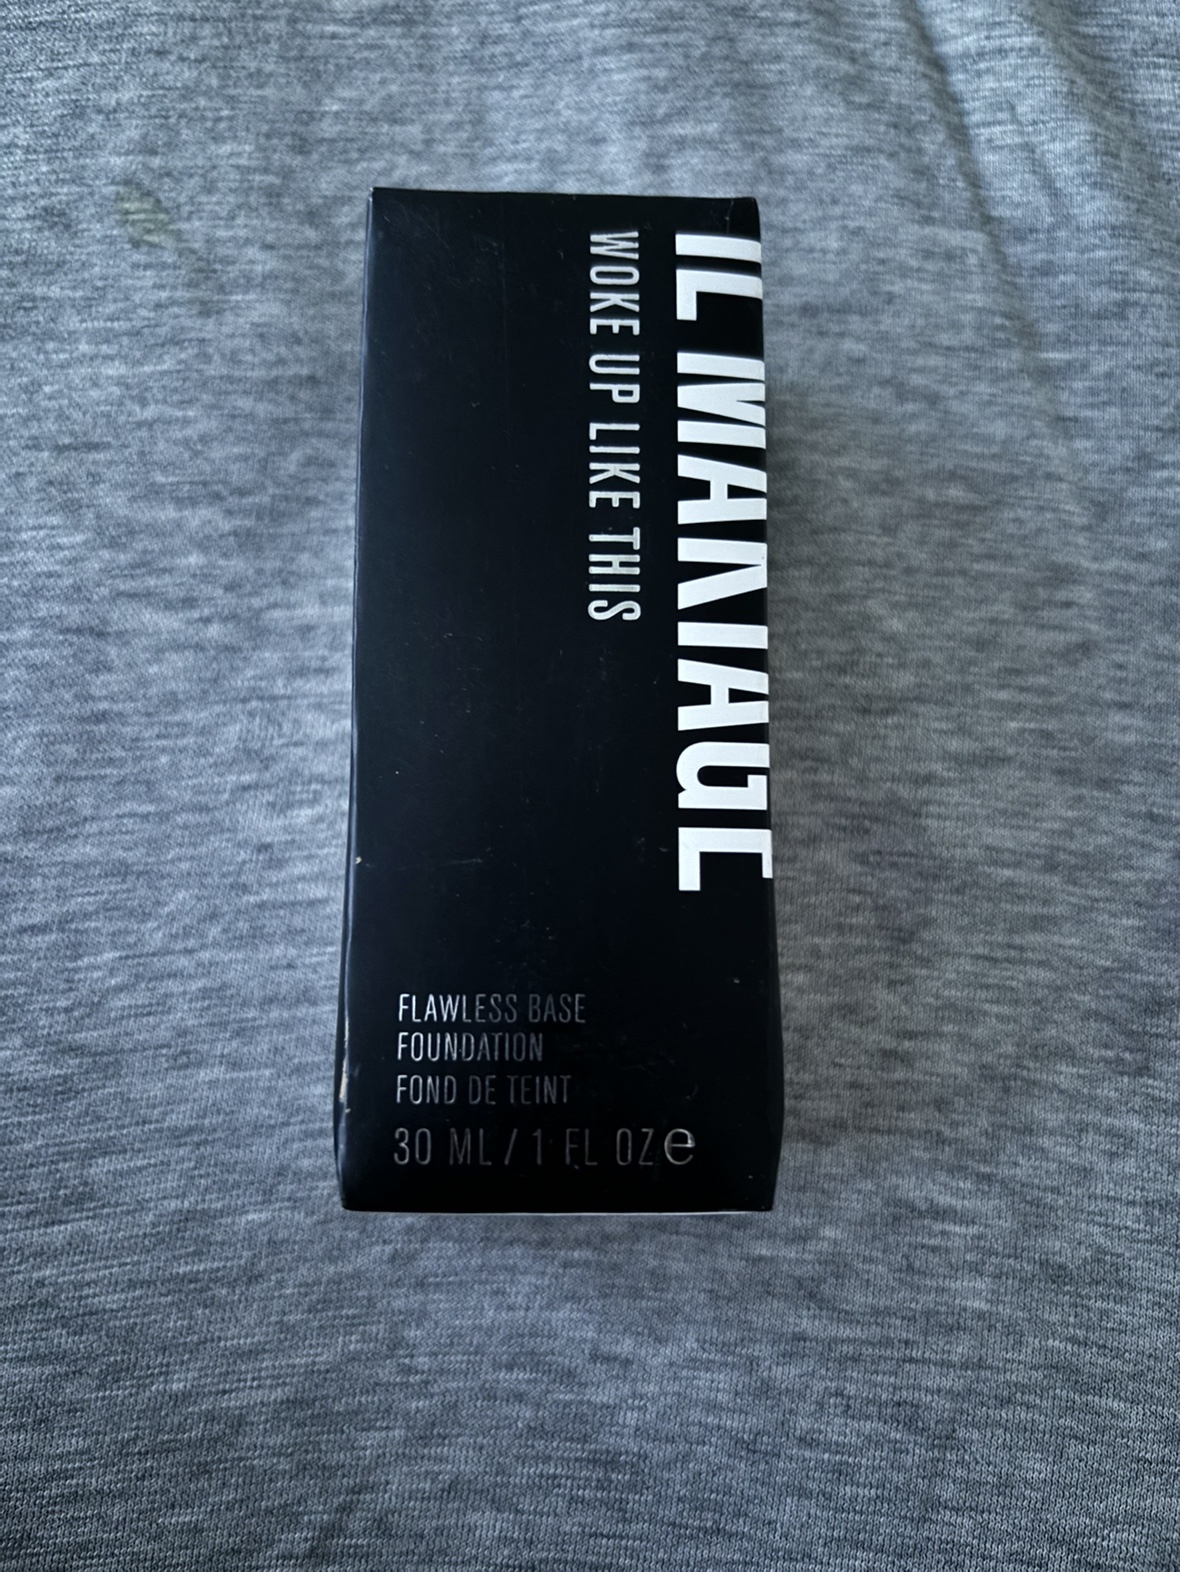 IL MAKIAGE
WOKE UP LIKE THIS
FLAWLESS BASE
FOUNDATION
FOND DE TEINT
30 ML / 1 FL OZ e